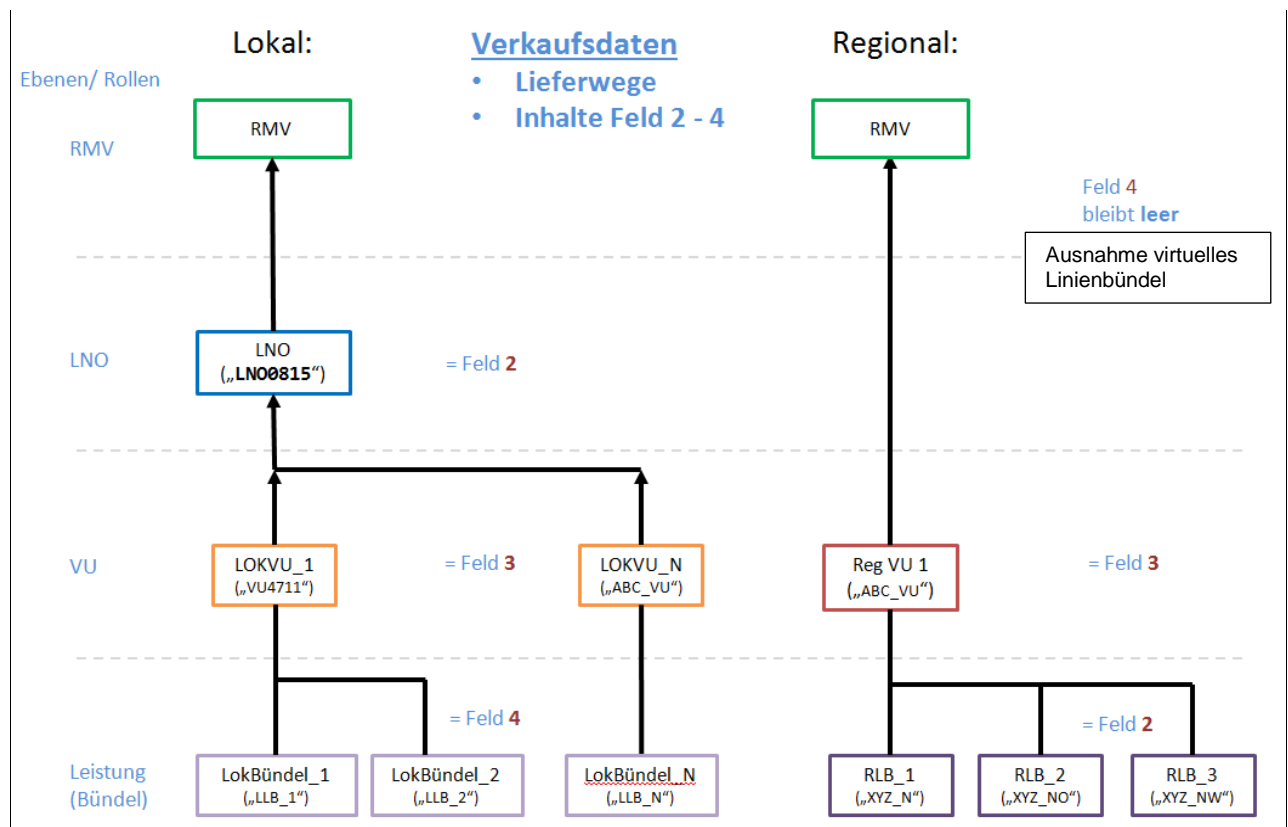 Lokal:
Verkaufsdaten
Regional:
• Lieferwege
• Inhalte Feld 2 - 4
Ebenen/ Rollen
RMV
RMV
RMV
Feld 4
bleibt leer
Ausnahme virtuelles
Linienbündel
LNO
LNO
(„LNO0815“)
= Feld 2
VU
LOKVU_1
(„VU4711“)
= Feld 3
LOKVU_N
(„ABC_VU“)
Reg VU 1
(„ABC_VU“)
= Feld 3
= Feld 4
= Feld 2
Leistung
(Bündel)
LokBündel_1
(„LLB_1“)
LokBündel_2
(„LLB_2“)
LokBündel_N
(„LLB_N“)
RLB_1
(„XYZ_N“)
RLB_2
(„XYZ_NO“)
RLB_3
(„XYZ_NW“)